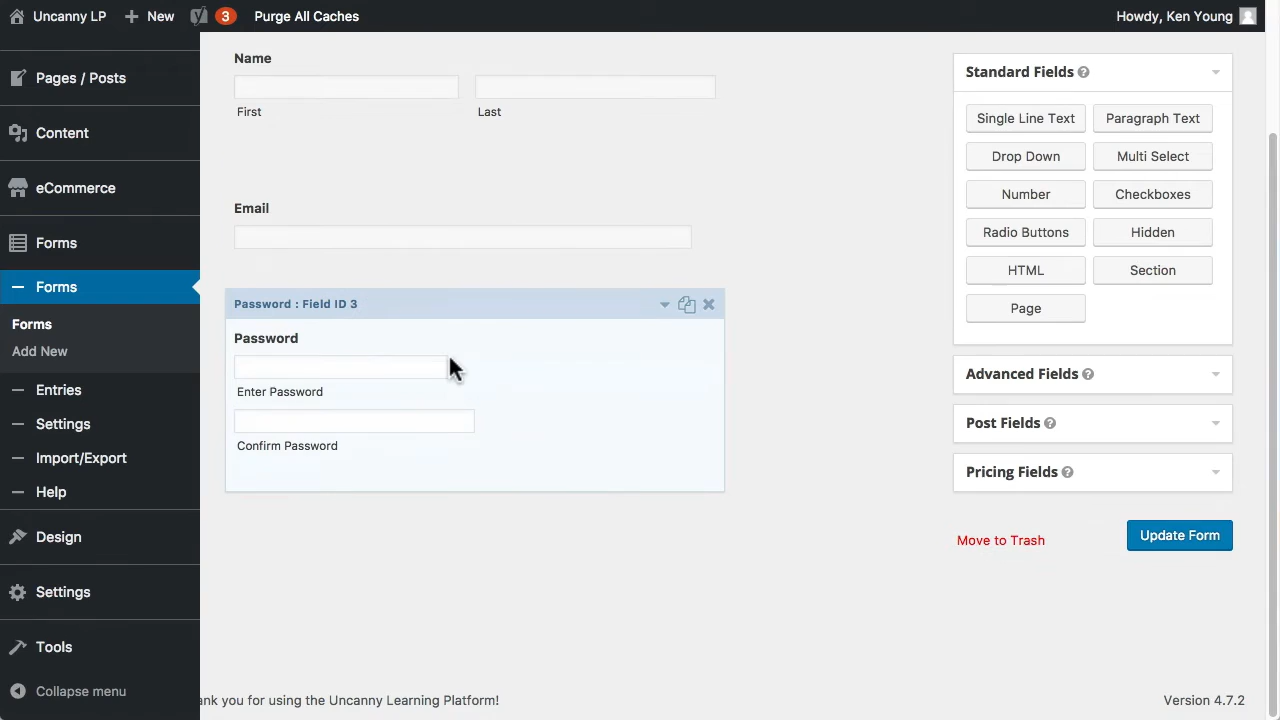 Uncanny LP
New
3
Purge All Caches
Howdy, Ken Young
Pages / Posts
Content
eCommerce
Forms
Forms
Forms
Add New
Entries
Settings
Import/Export
Help
Design
Settings
Tools
Collapse menu
Name
First
Last
Email
Password : Field ID 3
Password
Enter Password
Confirm Password
Standard Fields
Single Line Text
Paragraph Text
Drop Down
Multi Select
Number
Checkboxes
Radio Buttons
Hidden
HTML
Section
Page
Advanced Fields
Post Fields
Pricing Fields
Move to Trash
Update Form
ank you for using the Uncanny Learning Platform!
Version 4.7.2